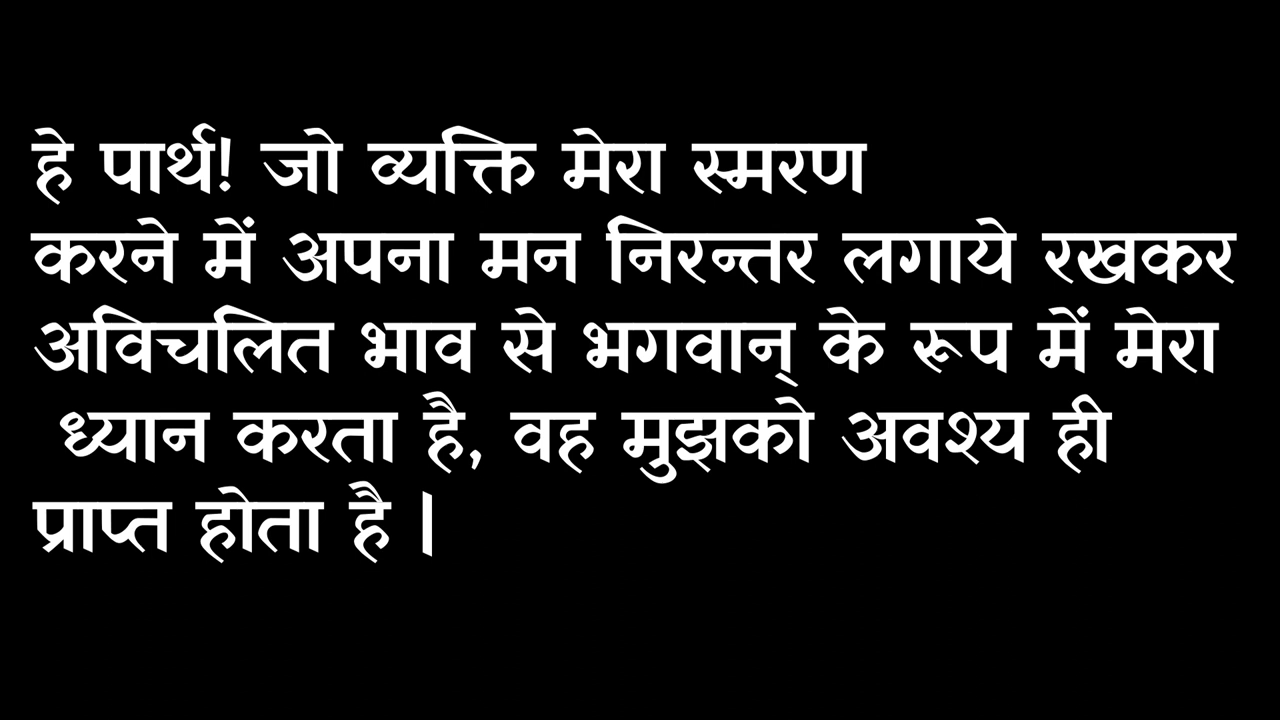 हे पार्थ! जो व्यक्ति मेरा स्मरण
करने में अपना मन निरन्तर लगाये रखकर
अविचलित भाव से भगवान् के रूप में मेरा
ध्यान करता है, वह मुझको अवश्य ही
प्राप्त होता है |